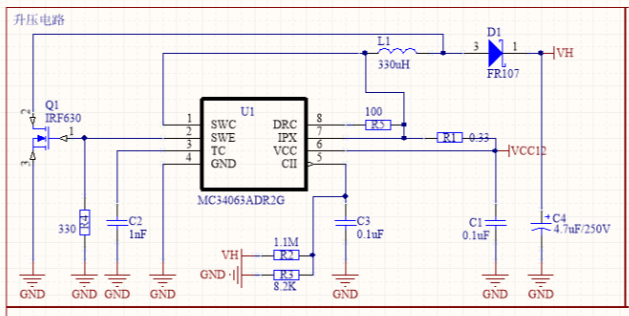 升压电路
L1
330uH
D1
3
1
VH
FR107
Q1
IRF630
2
1
3
U1
100
1
SWC
DRC
8
R5
2
SWE
IPX
7
R1
0.33
3
TC
VCC
6
VCC12
4
GND
CII
5
MC34063ADR2G
330
R4
C2
1nF
C3
0.1uF
C1
0.1uF
C4
4.7uF/250V
1.1M
VH
R2
GND
R3
8.2K
GND
GND
GND
GND
GND
GND
GND